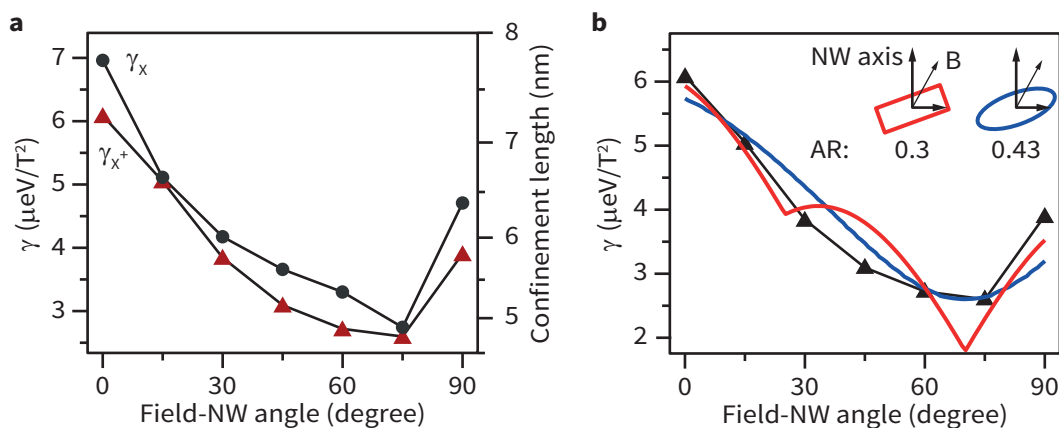 a
γ (μeV/T²)
7
6
5
4
3
γX
γX⁺
8
7
6
5
Confinement length (nm)
0
30
60
90
Field-NW angle (degree)
b
γ (μeV/T²)
6
5
4
3
2
NW axis
B
AR:
0.3
0.43
0
30
60
90
Field-NW angle (degree)